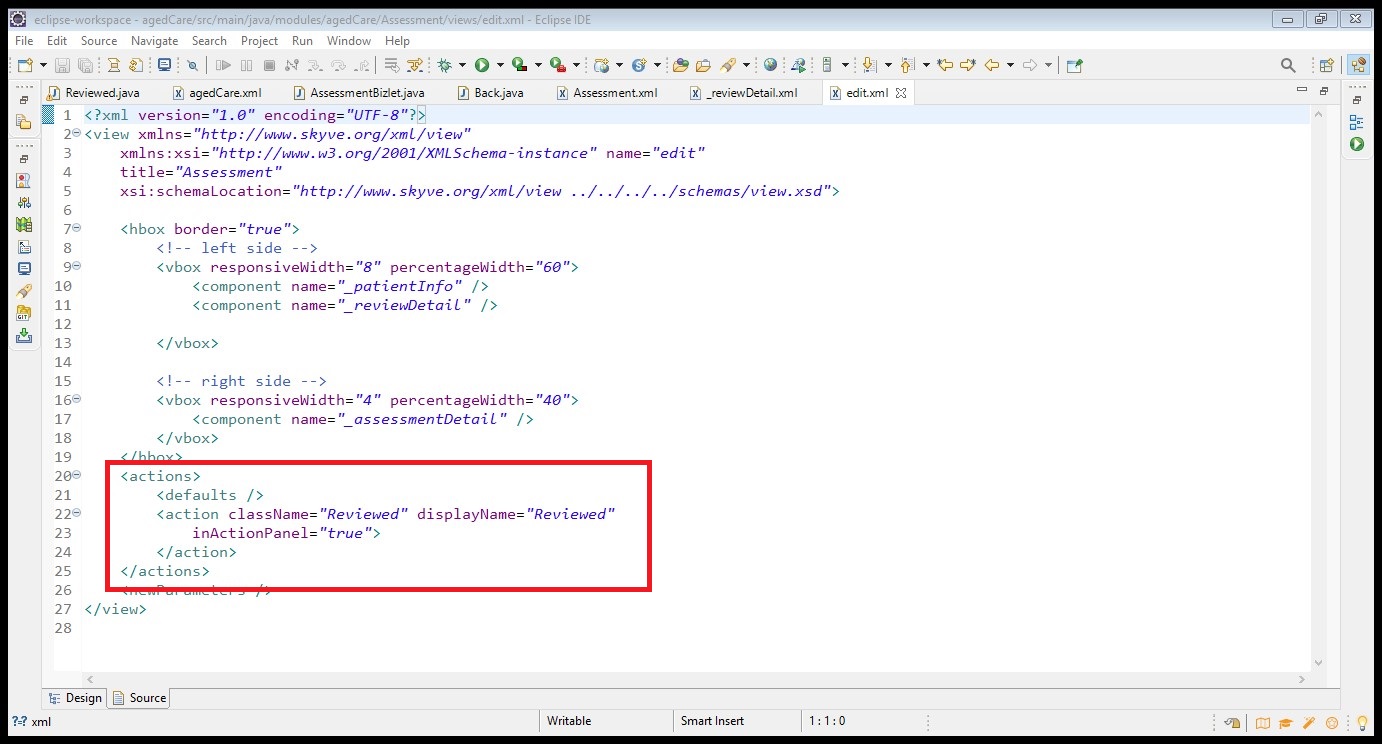 eclipse-workspace - agedCare/src/main/java/modules/agedCare/Assessment/views/edit.xml - Eclipse IDE
File Edit Source Navigate Search Project Run Window Help
Reviewed.java agedCare.xml AssessmentBizlet.java Back.java Assessment.xml _reviewDetail.xml edit.xml
1 <?xml version="1.0" encoding="UTF-8"?>
2 <view xmlns="http://www.skyve.org/xml/view"
3 xmlns:xsi="http://www.w3.org/2001/XMLSchema-instance" name="edit"
4 title="Assessment"
5 xsi:schemaLocation="http://www.skyve.org/xml/view ../../../../schemas/view.xsd">
6
7 <hbox border="true">
8 <!-- left side -->
9 <vbox responsiveWidth="8" percentageWidth="60">
10 <component name="_patientInfo" />
11 <component name="_reviewDetail" />
12
13 </vbox>
14
15 <!-- right side -->
16 <vbox responsiveWidth="4" percentageWidth="40">
17 <component name="_assessmentDetail" />
18 </vbox>
19 </hbox>
20 <actions>
21 <defaults />
22 <action className="Reviewed" displayName="Reviewed"
23 inActionPanel="true">
24 </action>
25 </actions>
26 <newParameters />
27 </view>
28
Design Source
xml Writable Smart Insert 1 : 1 : 0